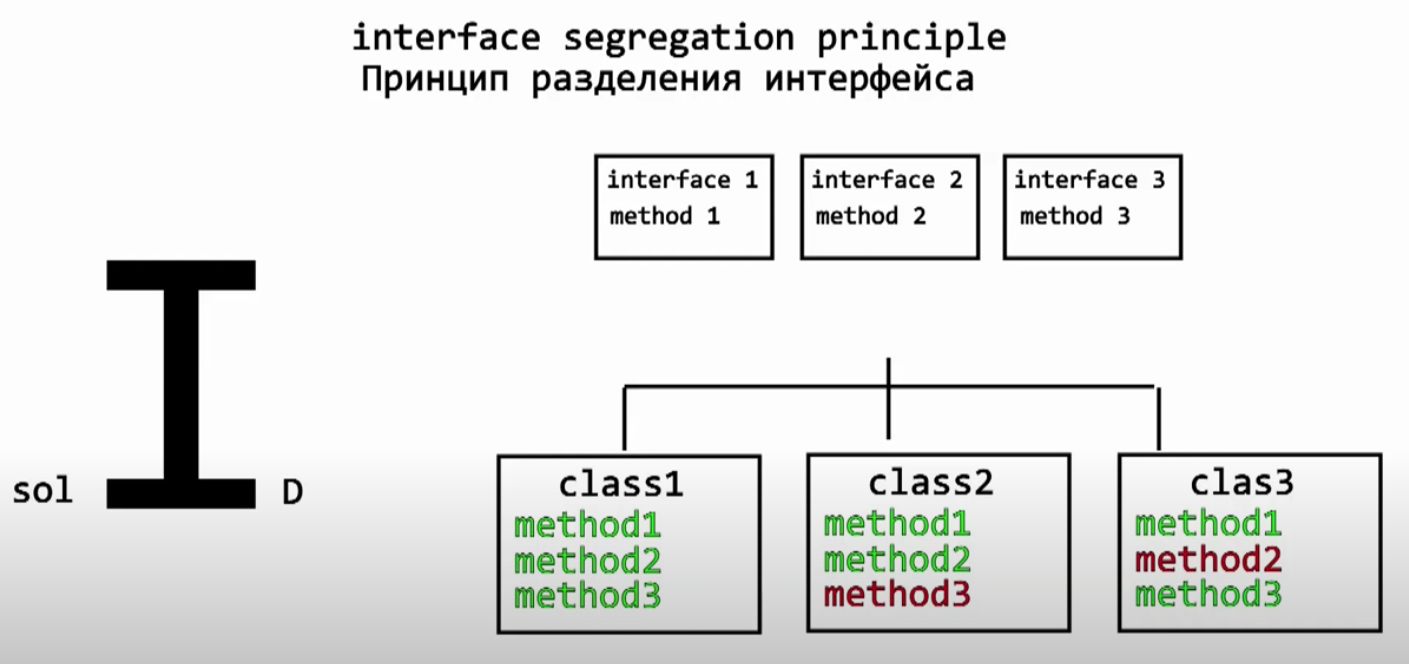 interface segregation principle
Принцип разделения интерфейса
interface 1
method 1
interface 2
method 2
interface 3
method 3
sol I D
class1
method1
method2
method3
class2
method1
method2
method3
clas3
method1
method2
method3